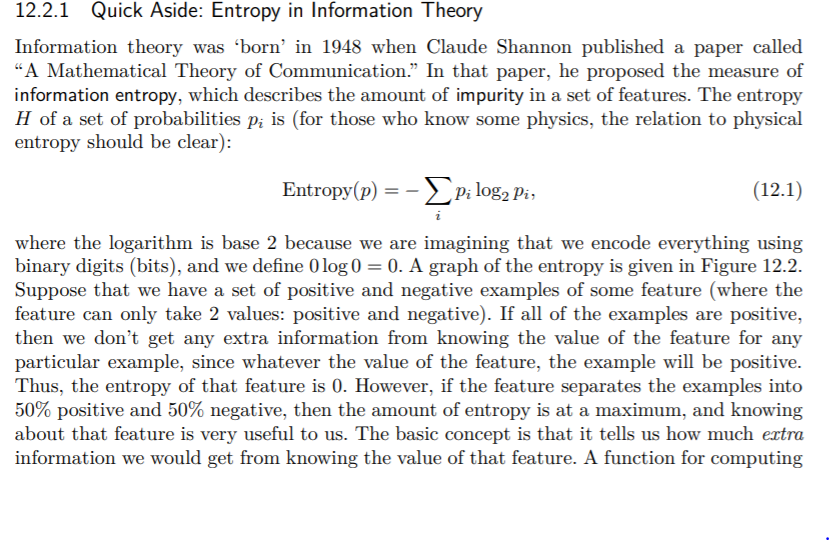 12.2.1 Quick Aside: Entropy in Information Theory
Information theory was ‘born’ in 1948 when Claude Shannon published a paper called
“A Mathematical Theory of Communication.” In that paper, he proposed the measure of
information entropy, which describes the amount of impurity in a set of features. The entropy
H of a set of probabilities pᵢ is (for those who know some physics, the relation to physical
entropy should be clear):
Entropy(p) = − ∑ᵢ pᵢ log₂ pᵢ, (12.1)
where the logarithm is base 2 because we are imagining that we encode everything using
binary digits (bits), and we define 0 log 0 = 0. A graph of the entropy is given in Figure 12.2.
Suppose that we have a set of positive and negative examples of some feature (where the
feature can only take 2 values: positive and negative). If all of the examples are positive,
then we don’t get any extra information from knowing the value of the feature for any
particular example, since whatever the value of the feature, the example will be positive.
Thus, the entropy of that feature is 0. However, if the feature separates the examples into
50% positive and 50% negative, then the amount of entropy is at a maximum, and knowing
about that feature is very useful to us. The basic concept is that it tells us how much extra
information we would get from knowing the value of that feature. A function for computing